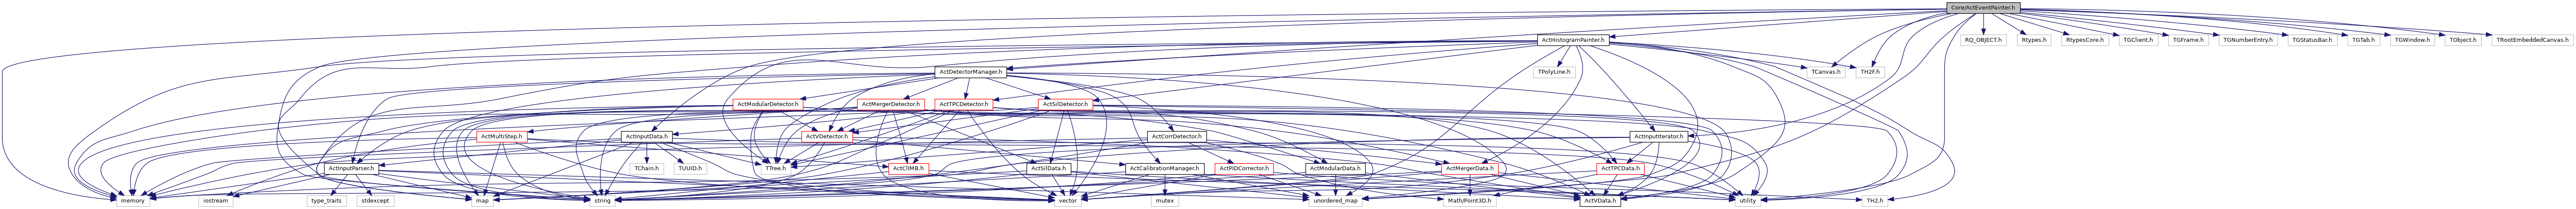 Core/ActEventPainter.h
ActHistogramPainter.h
RQ_OBJECT.h
Rtypes.h
RtypesCore.h
TGClient.h
TGFrame.h
TGNumberEntry.h
TGStatusBar.h
TGTab.h
TGWindow.h
TObject.h
TRootEmbeddedCanvas.h
ActDetectorManager.h
TPolyLine.h
TCanvas.h
TH2F.h
ActModularDetector.h
ActMergerDetector.h
ActTPCDetector.h
ActSilDetector.h
ActMultiStep.h
ActInputData.h
ActVDetector.h
ActCorrDetector.h
ActInputIterator.h
ActInputParser.h
TChain.h
TUUID.h
TTree.h
ActClIMB.h
ActSilData.h
ActCalibrationManager.h
ActPIDCorrector.h
ActModularData.h
ActMergerData.h
ActTPCData.h
memory
iostream
type_traits
stdexcept
map
string
vector
mutex
unordered_map
Math/Point3D.h
ActVData.h
utility
TH2.h